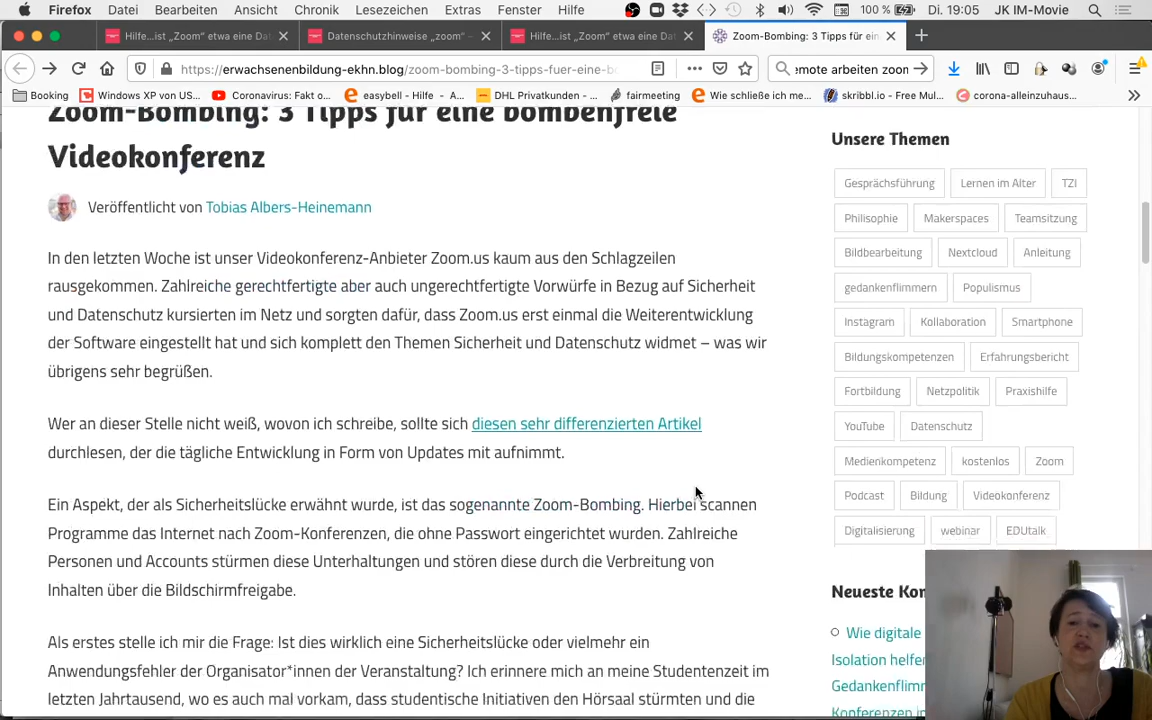 Firefox Datei Bearbeiten Ansicht Chronik Lesezeichen Extras Fenster Hilfe 100 % Di. 19:05 JK IM-Movie
Hilfe...ist „Zoom" etwa eine Dat
Datenschutzhinweise „zoom" –
Hilfe...ist „Zoom" etwa eine Dat
Zoom-Bombing: 3 Tipps für ein
https://erwachsenenbildung-ekhn.blog/zoom-bombing-3-tipps-fuer-eine-bo
emote arbeiten zoom
Booking Windows XP von US... Coronavirus: Fakt o... easybell - Hilfe - A... DHL Privatkunden - ... fairmeeting Wie schließe ich me... skribbl.io - Free Mul... corona-alleinzuhaus...
Zoom-Bombing: 3 Tipps für eine bombenfreie
Videokonferenz
Veröffentlicht von Tobias Albers-Heinemann
In den letzten Woche ist unser Videokonferenz-Anbieter Zoom.us kaum aus den Schlagzeilen
rausgekommen. Zahlreiche gerechtfertigte aber auch ungerechtfertigte Vorwürfe in Bezug auf Sicherheit
und Datenschutz kursierten im Netz und sorgten dafür, dass Zoom.us erst einmal die Weiterentwicklung
der Software eingestellt hat und sich komplett den Themen Sicherheit und Datenschutz widmet – was wir
übrigens sehr begrüßen.
Wer an dieser Stelle nicht weiß, wovon ich schreibe, sollte sich diesen sehr differenzierten Artikel
durchlesen, der die tägliche Entwicklung in Form von Updates mit aufnimmt.
Ein Aspekt, der als Sicherheitslücke erwähnt wurde, ist das sogenannte Zoom-Bombing. Hierbei scannen
Programme das Internet nach Zoom-Konferenzen, die ohne Passwort eingerichtet wurden. Zahlreiche
Personen und Accounts stürmen diese Unterhaltungen und stören diese durch die Verbreitung von
Inhalten über die Bildschirmfreigabe.
Als erstes stelle ich mir die Frage: Ist dies wirklich eine Sicherheitslücke oder vielmehr ein
Anwendungsfehler der Organisator*innen der Veranstaltung? Ich erinnere mich an meine Studentenzeit im
letzten Jahrtausend, wo es auch mal vorkam, dass studentische Initiativen den Hörsaal stürmten und die
Unsere Themen
Gesprächsführung Lernen im Alter TZI
Philisophie Makerspaces Teamsitzung
Bildbearbeitung Nextcloud Anleitung
gedankenflimmern Populismus
Instagram Kollaboration Smartphone
Bildungskompetenzen Erfahrungsbericht
Fortbildung Netzpolitik Praxishilfe
YouTube Datenschutz
Medienkompetenz kostenlos Zoom
Podcast Bildung Videokonferenz
Digitalisierung webinar EDUtalk
Neueste Kon
Wie digitale
Isolation helfen
Gedankenflimm
Konferenzen in